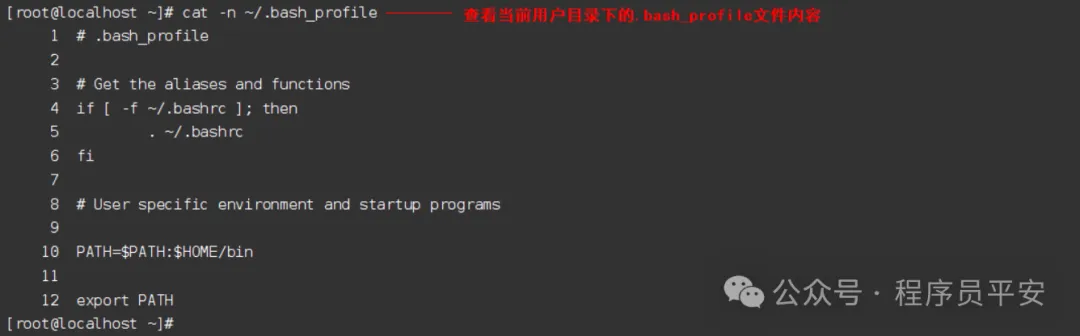 [root@localhost ~]# cat -n ~/.bash_profile 查看当前用户目录下的.bash_profile文件内容
1 # .bash_profile
2
3 # Get the aliases and functions
4 if [ -f ~/.bashrc ]; then
5 . ~/.bashrc
6 fi
7
8 # User specific environment and startup programs
9
10 PATH=$PATH:$HOME/bin
11
12 export PATH
[root@localhost ~]#
公众号·程序员平安